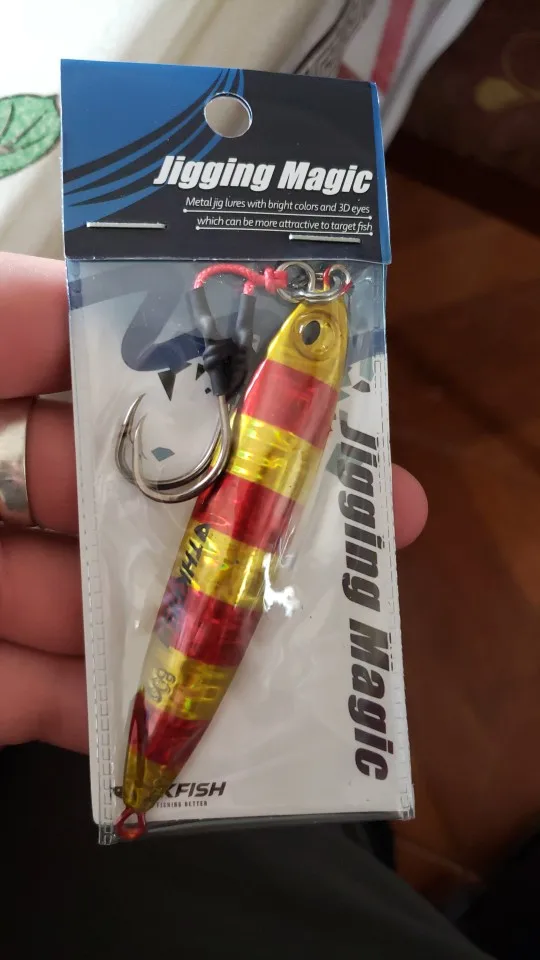 Jigging Magic
Metal jig lures with bright colors and 3D eyes
which can be more attractive to target fish
Jigging Magic
FISHING BETTER